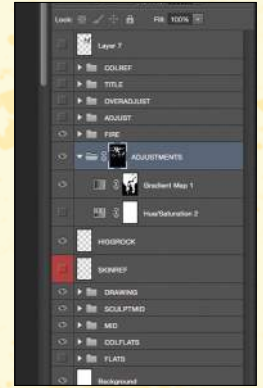 Lock:
Fill: 100%
Layer 7
COLREF
TITLE
OVERADJUST
ADJUST
FIRE
ADJUSTMENTS
Gradient Map 1
Hue/Saturation 2
HIGGROCK
SKINREF
DRAWING
SCULPTMID
MID
COLFLATS
FLATS
Background